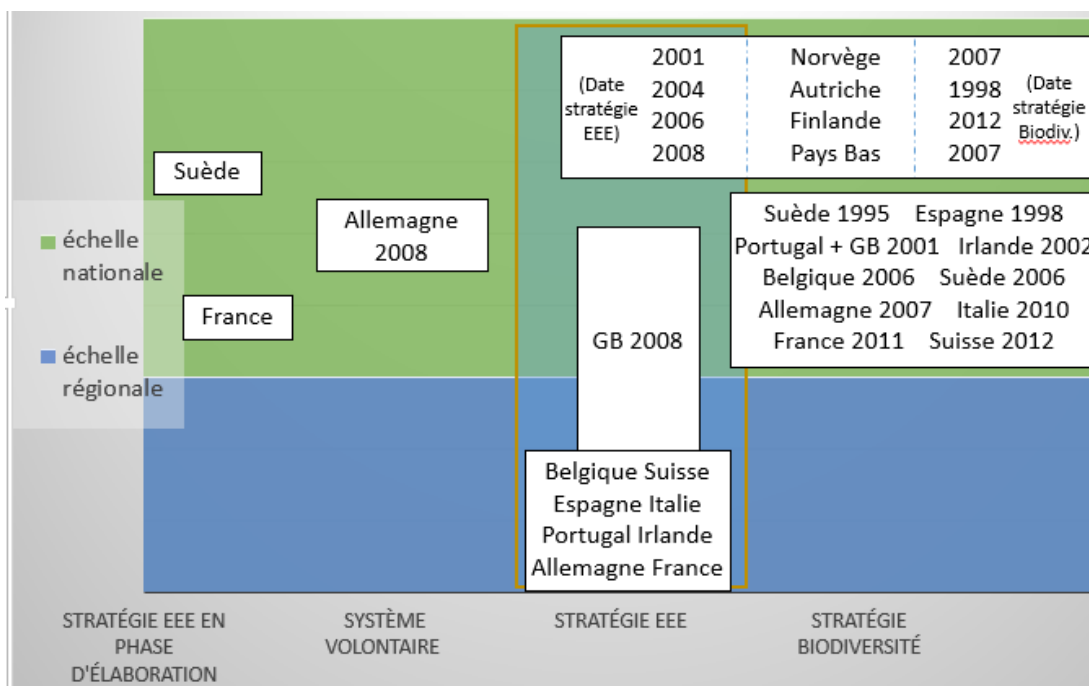 2001 Norvège 2007
(Date stratégie EEE) 2004 Autriche 1998 (Date stratégie Biodiv.)
2006 Finlande 2012
2008 Pays Bas 2007
Suède
Allemagne
2008
France
échelle
nationale
échelle
régionale
GB 2008
Suède 1995 Espagne 1998
Portugal + GB 2001 Irlande 2002
Belgique 2006 Suède 2006
Allemagne 2007 Italie 2010
France 2011 Suisse 2012
Belgique Suisse
Espagne Italie
Portugal Irlande
Allemagne France
STRATÉGIE EEE EN
PHASE
D'ÉLABORATION
SYSTÈME
VOLONTAIRE
STRATÉGIE EEE
STRATÉGIE
BIODIVERSITÉ